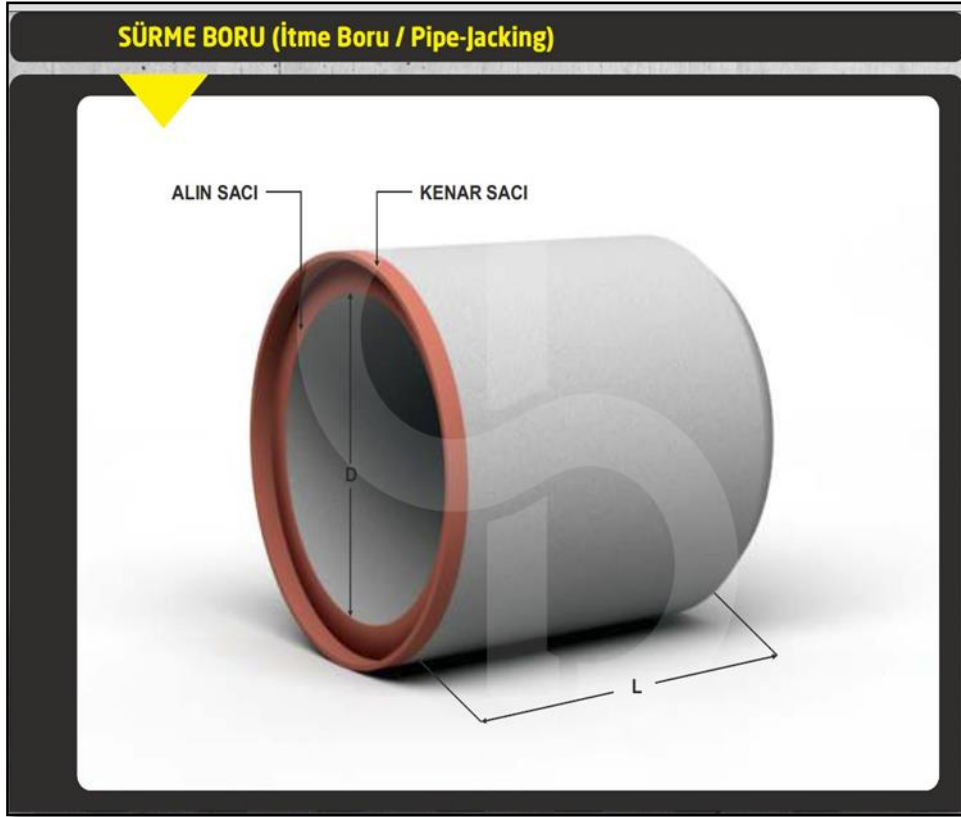 SÜRME BORU (İtme Boru / Pipe-Jacking)
ALIN SACI
KENAR SACI
D
L